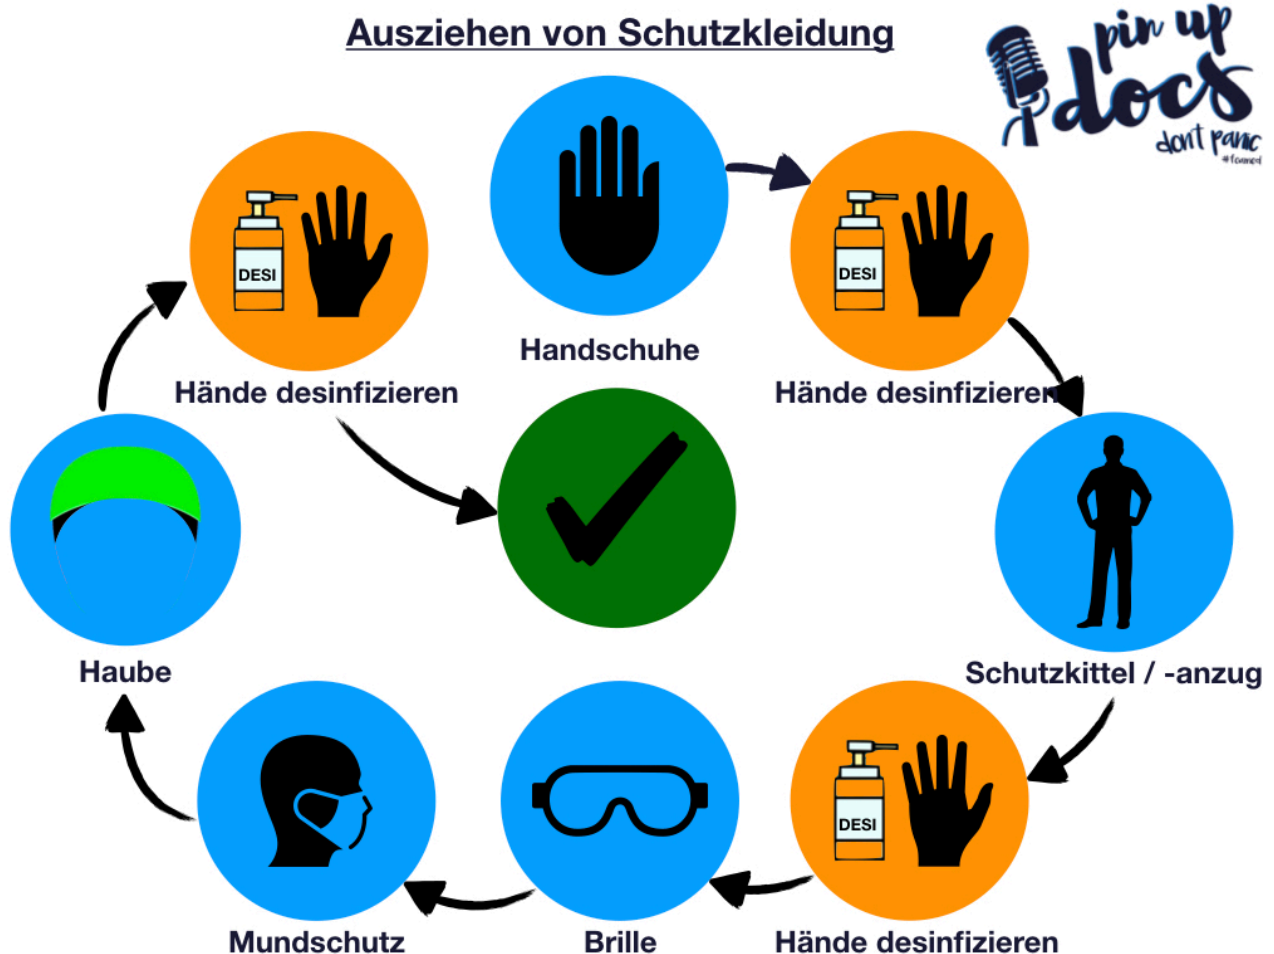 Ausziehen von Schutzkleidung
pin up
docs
don't panic
#foamed
Handschuhe
DESI
Hände desinfizieren
DESI
Hände desinfizieren
Schutzkittel / -anzug
DESI
Hände desinfizieren
Brille
Mundschutz
Haube